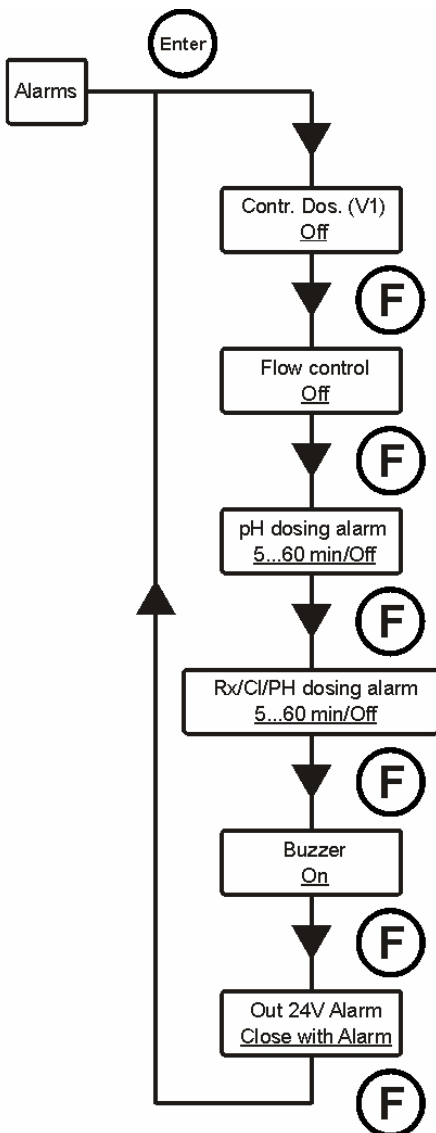 Enter
Alarms
Contr. Dos. (V1)
Off
F
Flow control
Off
F
pH dosing alarm
5...60 min/Off
F
Rx/Cl/PH dosing alarm
5...60 min/Off
F
Buzzer
On
F
Out 24V Alarm
Close with Alarm
F